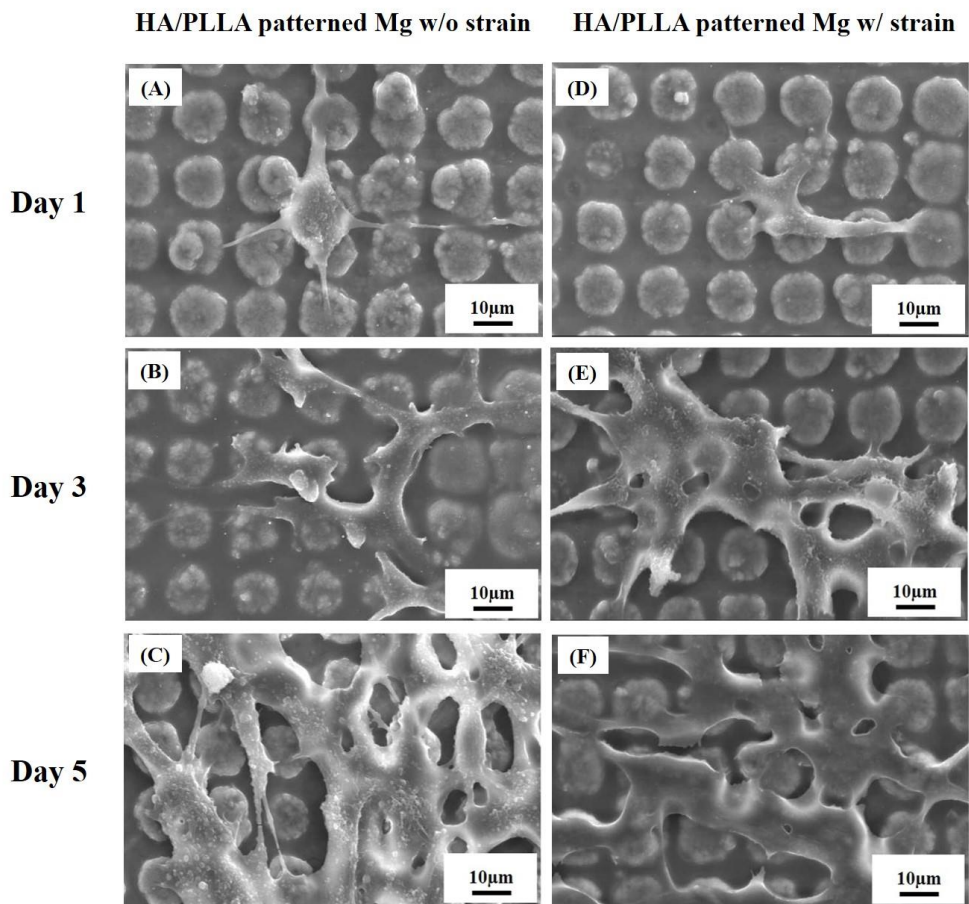 HA/PLLA patterned Mg w/o strain
HA/PLLA patterned Mg w/ strain
Day 1
(A)
10μm
(D)
10μm
Day 3
(B)
10μm
(E)
10μm
Day 5
(C)
10μm
(F)
10μm